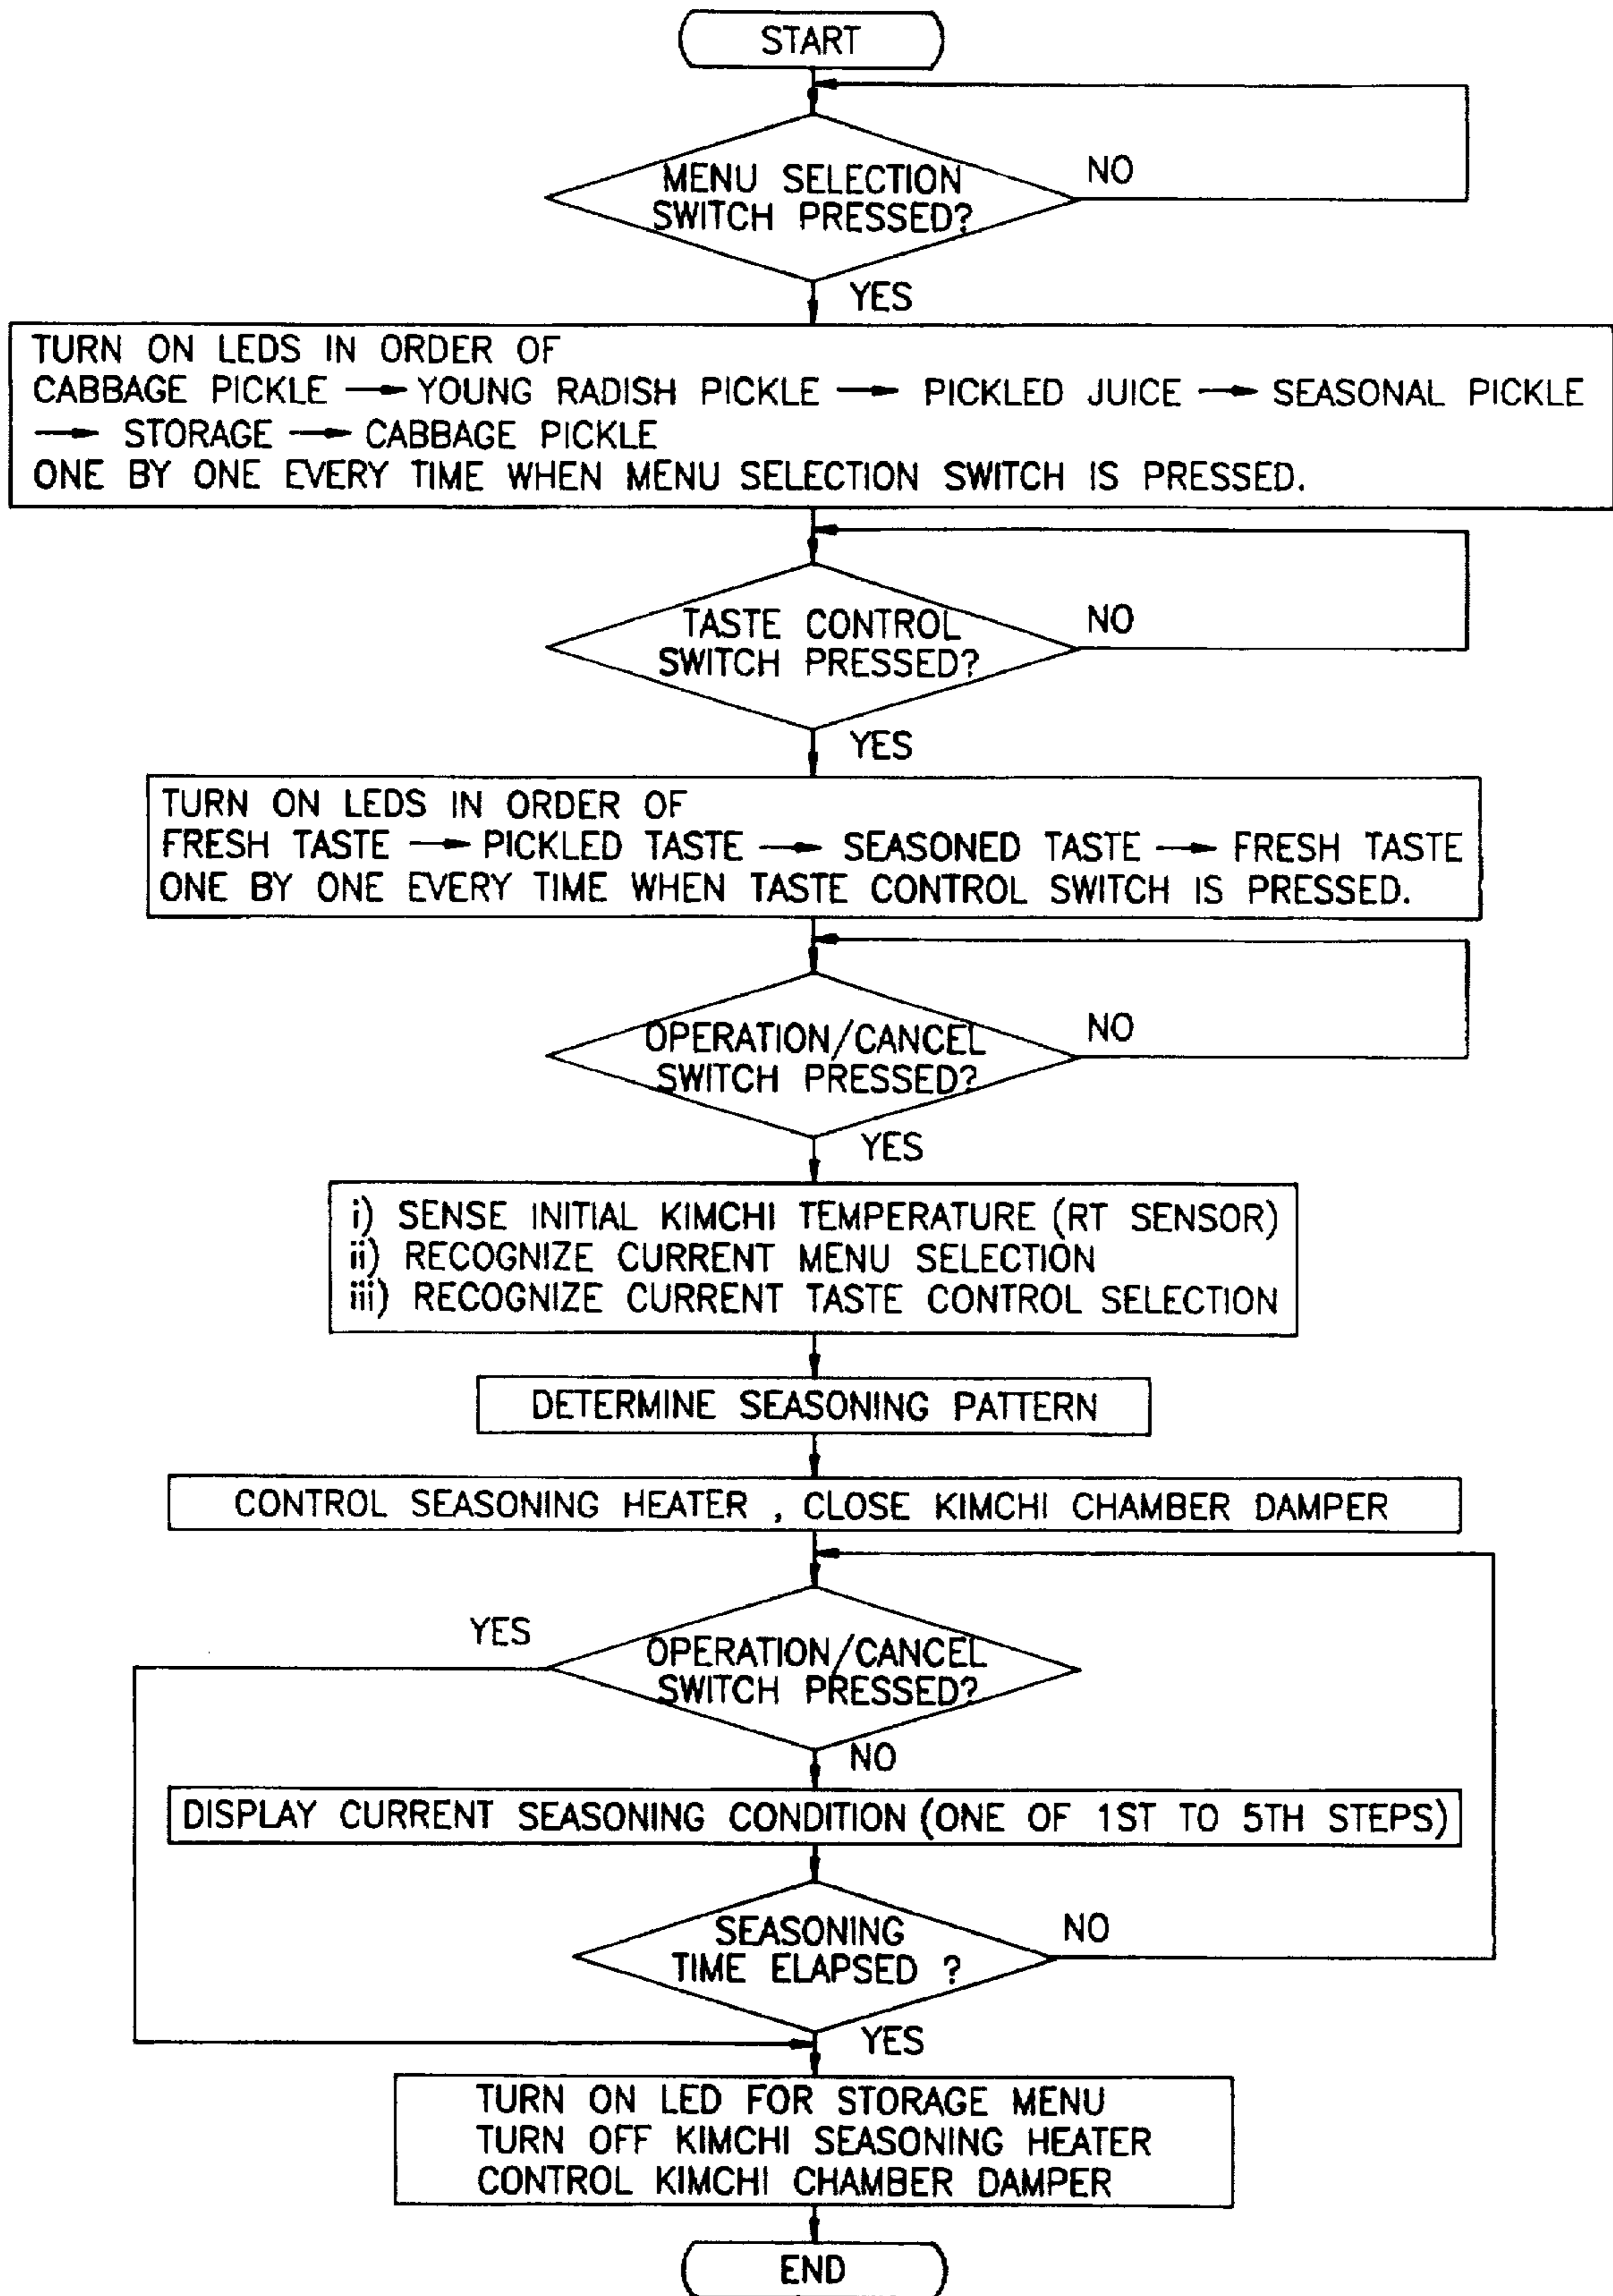 START
MENU SELECTION
SWITCH PRESSED?
NO
YES
TURN ON LEDS IN ORDER OF
CABBAGE PICKLE → YOUNG RADISH PICKLE → PICKLED JUICE → SEASONAL PICKLE
→ STORAGE → CABBAGE PICKLE
ONE BY ONE EVERY TIME WHEN MENU SELECTION SWITCH IS PRESSED.
TASTE CONTROL
SWITCH PRESSED?
NO
YES
TURN ON LEDS IN ORDER OF
FRESH TASTE → PICKLED TASTE → SEASONED TASTE → FRESH TASTE
ONE BY ONE EVERY TIME WHEN TASTE CONTROL SWITCH IS PRESSED.
OPERATION/CANCEL
SWITCH PRESSED?
NO
YES
i) SENSE INITIAL KIMCHI TEMPERATURE (RT SENSOR)
ii) RECOGNIZE CURRENT MENU SELECTION
iii) RECOGNIZE CURRENT TASTE CONTROL SELECTION
DETERMINE SEASONING PATTERN
CONTROL SEASONING HEATER , CLOSE KIMCHI CHAMBER DAMPER
YES
OPERATION/CANCEL
SWITCH PRESSED?
NO
DISPLAY CURRENT SEASONING CONDITION (ONE OF 1ST TO 5TH STEPS)
SEASONING
TIME ELAPSED ?
NO
YES
TURN ON LED FOR STORAGE MENU
TURN OFF KIMCHI SEASONING HEATER
CONTROL KIMCHI CHAMBER DAMPER
END